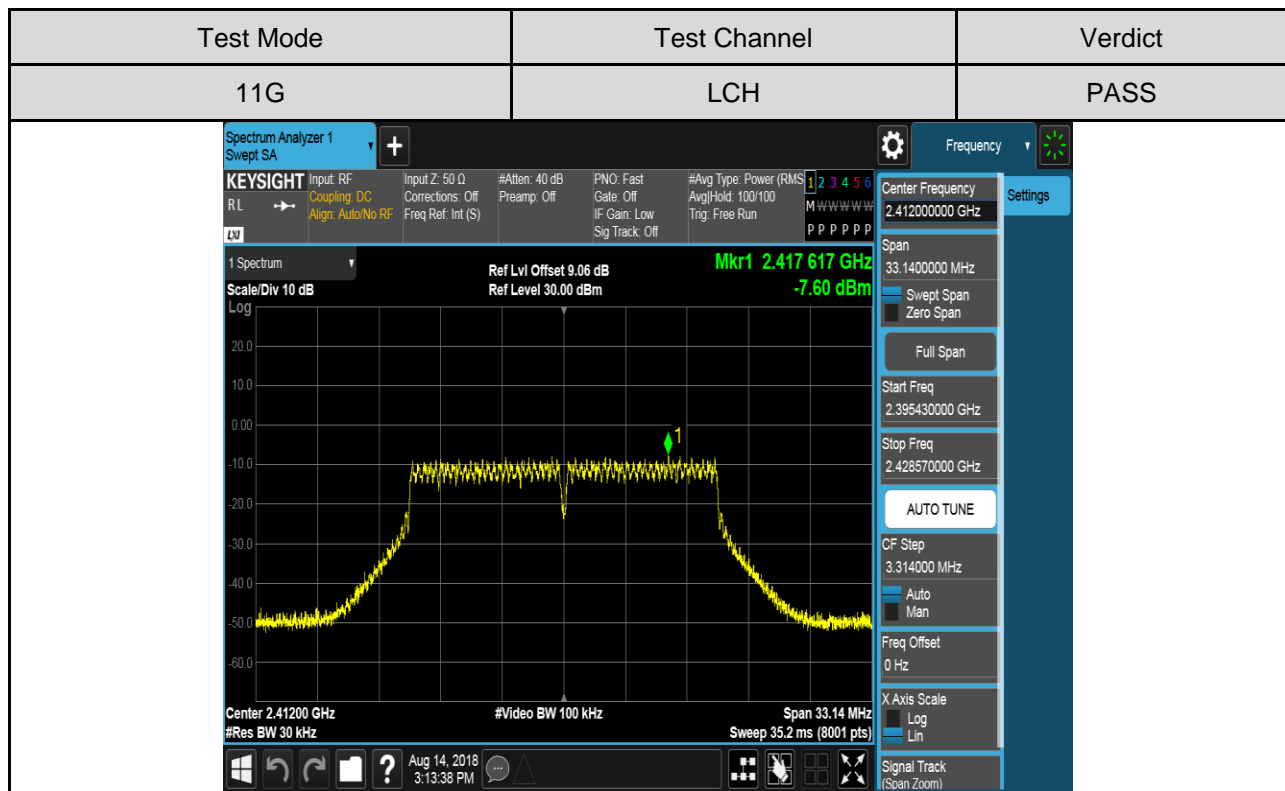 Test Mode Test Channel Verdict
11G LCH PASS
Spectrum Analyzer 1
Swept SA
+
Frequency
KEYSIGHT Input: RF Input Z: 50 Ω #Atten: 40 dB PNO: Fast #Avg Type: Power (RMS 1 2 3 4 5 6
RL Coupling: DC Corrections: Off Preamp: Off Gate: Off Avg|Hold: 100/100 M W W W W W
Align: Auto/No RF Freq Ref: Int (S) IF Gain: Low Trig: Free Run
LXI Sig Track: Off P P P P P P
1 Spectrum Ref Lvl Offset 9.06 dB Mkr1 2.417 617 GHz
Scale/Div 10 dB Ref Level 30.00 dBm -7.60 dBm
Log
20.0
10.0
0.00
1
-10.0
-20.0
-30.0
-40.0
-50.0
-60.0
Center 2.41200 GHz #Video BW 100 kHz Span 33.14 MHz
#Res BW 30 kHz Sweep 35.2 ms (8001 pts)
? Aug 14, 2018
3:13:38 PM
Center Frequency
2.412000000 GHz
Settings
Span
33.1400000 MHz
Swept Span
Zero Span
Full Span
Start Freq
2.395430000 GHz
Stop Freq
2.428570000 GHz
AUTO TUNE
CF Step
3.314000 MHz
Auto
Man
Freq Offset
0 Hz
X Axis Scale
Log
Lin
Signal Track
(Span Zoom)